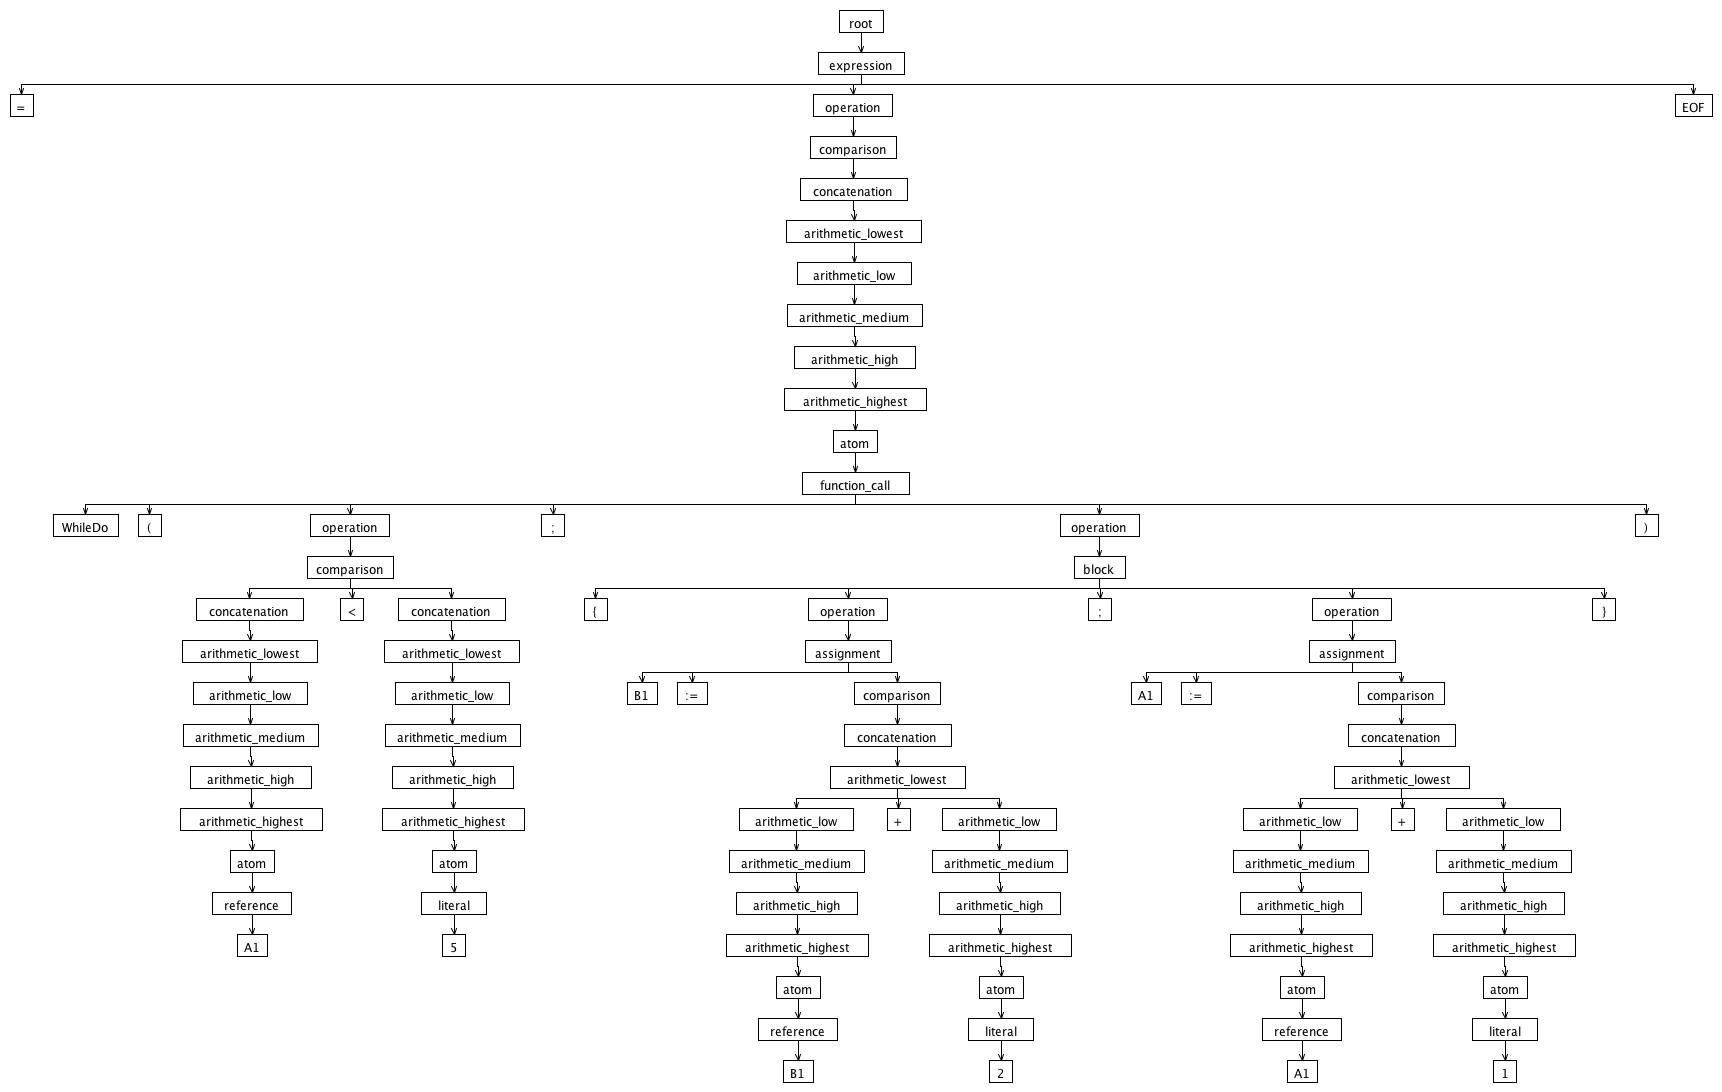 root
expression
= operation EOF
comparison
concatenation
arithmetic_lowest
arithmetic_low
arithmetic_medium
arithmetic_high
arithmetic_highest
atom
function_call
WhileDo ( operation ; operation )
comparison block
concatenation < concatenation { operation ; operation }
arithmetic_lowest arithmetic_lowest assignment assignment
arithmetic_low arithmetic_low B1 := comparison A1 := comparison
arithmetic_medium arithmetic_medium concatenation concatenation
arithmetic_high arithmetic_high arithmetic_lowest arithmetic_lowest
arithmetic_highest arithmetic_highest arithmetic_low + arithmetic_low arithmetic_low + arithmetic_low
atom atom arithmetic_medium arithmetic_medium arithmetic_medium arithmetic_medium
reference literal arithmetic_high arithmetic_high arithmetic_high arithmetic_high
A1 5 arithmetic_highest arithmetic_highest arithmetic_highest arithmetic_highest
atom atom atom atom
reference literal reference literal
B1 2 A1 1